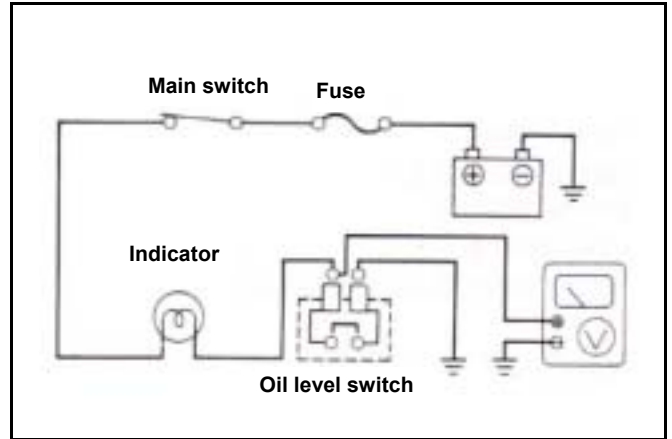 Main switch
Fuse
+ −
Indicator
V
Oil level switch